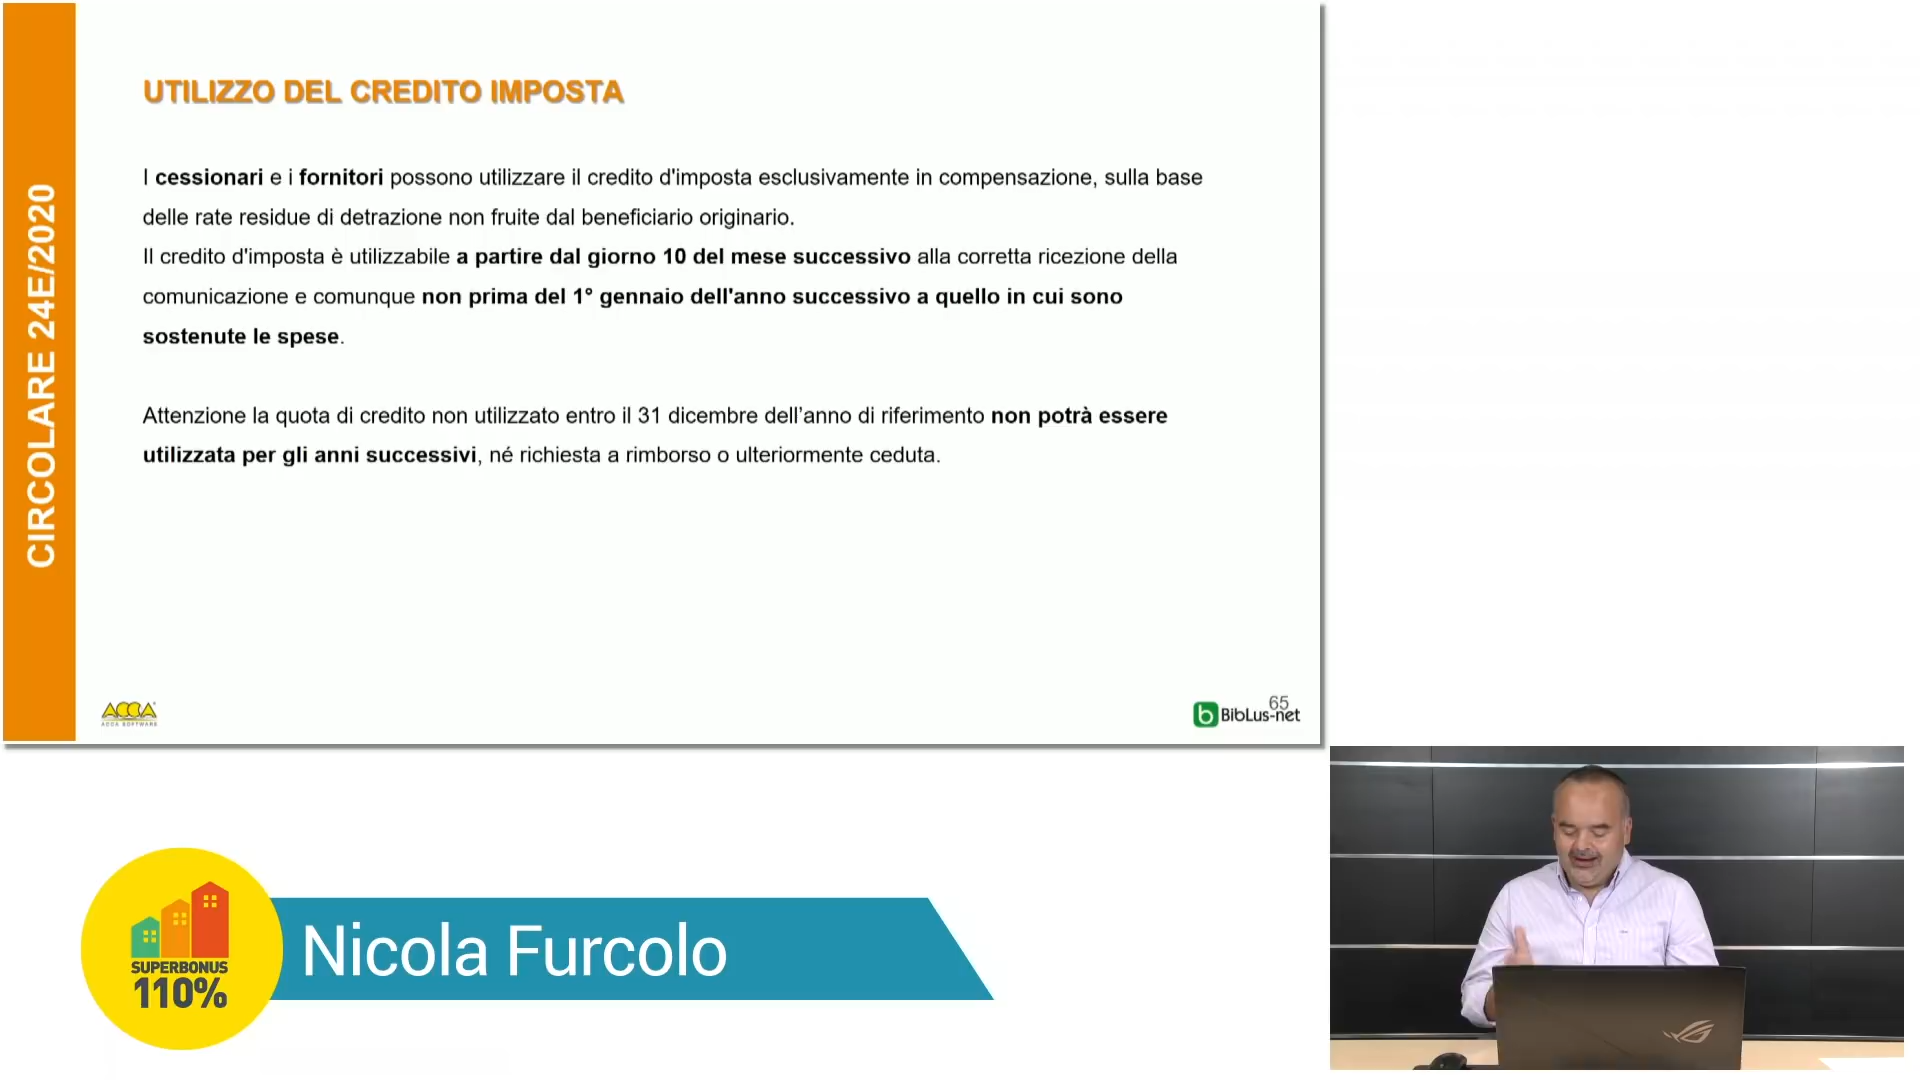 CIRCOLARE 24E/2020
UTILIZZO DEL CREDITO IMPOSTA
I cessionari e i fornitori possono utilizzare il credito d'imposta esclusivamente in compensazione, sulla base
delle rate residue di detrazione non fruite dal beneficiario originario.
Il credito d'imposta è utilizzabile a partire dal giorno 10 del mese successivo alla corretta ricezione della
comunicazione e comunque non prima del 1° gennaio dell'anno successivo a quello in cui sono
sostenute le spese.
Attenzione la quota di credito non utilizzato entro il 31 dicembre dell’anno di riferimento non potrà essere
utilizzata per gli anni successivi, né richiesta a rimborso o ulteriormente ceduta.
ACCA
ACCA SOFTWARE
65
b BibLus-net
SUPERBONUS
110%
Nicola Furcolo